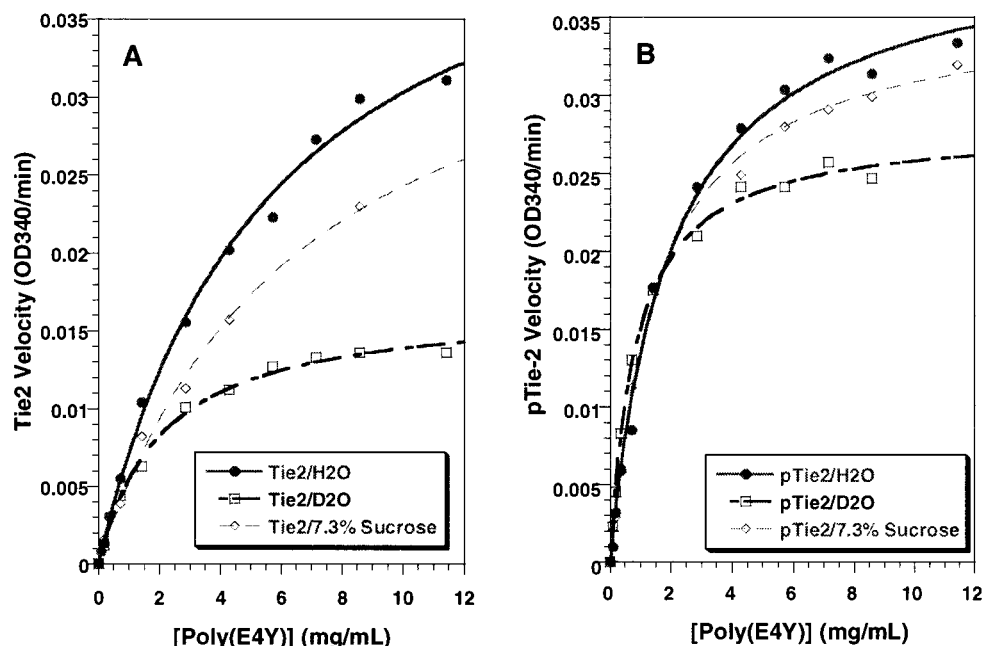 A
Tie2 Velocity (OD340/min)
0.035
0.03
0.025
0.02
0.015
0.01
0.005
0
Tie2/H2O
Tie2/D2O
Tie2/7.3% Sucrose
0 2 4 6 8 10 12
[Poly(E4Y)] (mg/mL)
B
pTie-2 Velocity (OD340/min)
0.035
0.03
0.025
0.02
0.015
0.01
0.005
0
pTie2/H2O
pTie2/D2O
pTie2/7.3% Sucrose
0 2 4 6 8 10 12
[Poly(E4Y)] (mg/mL)